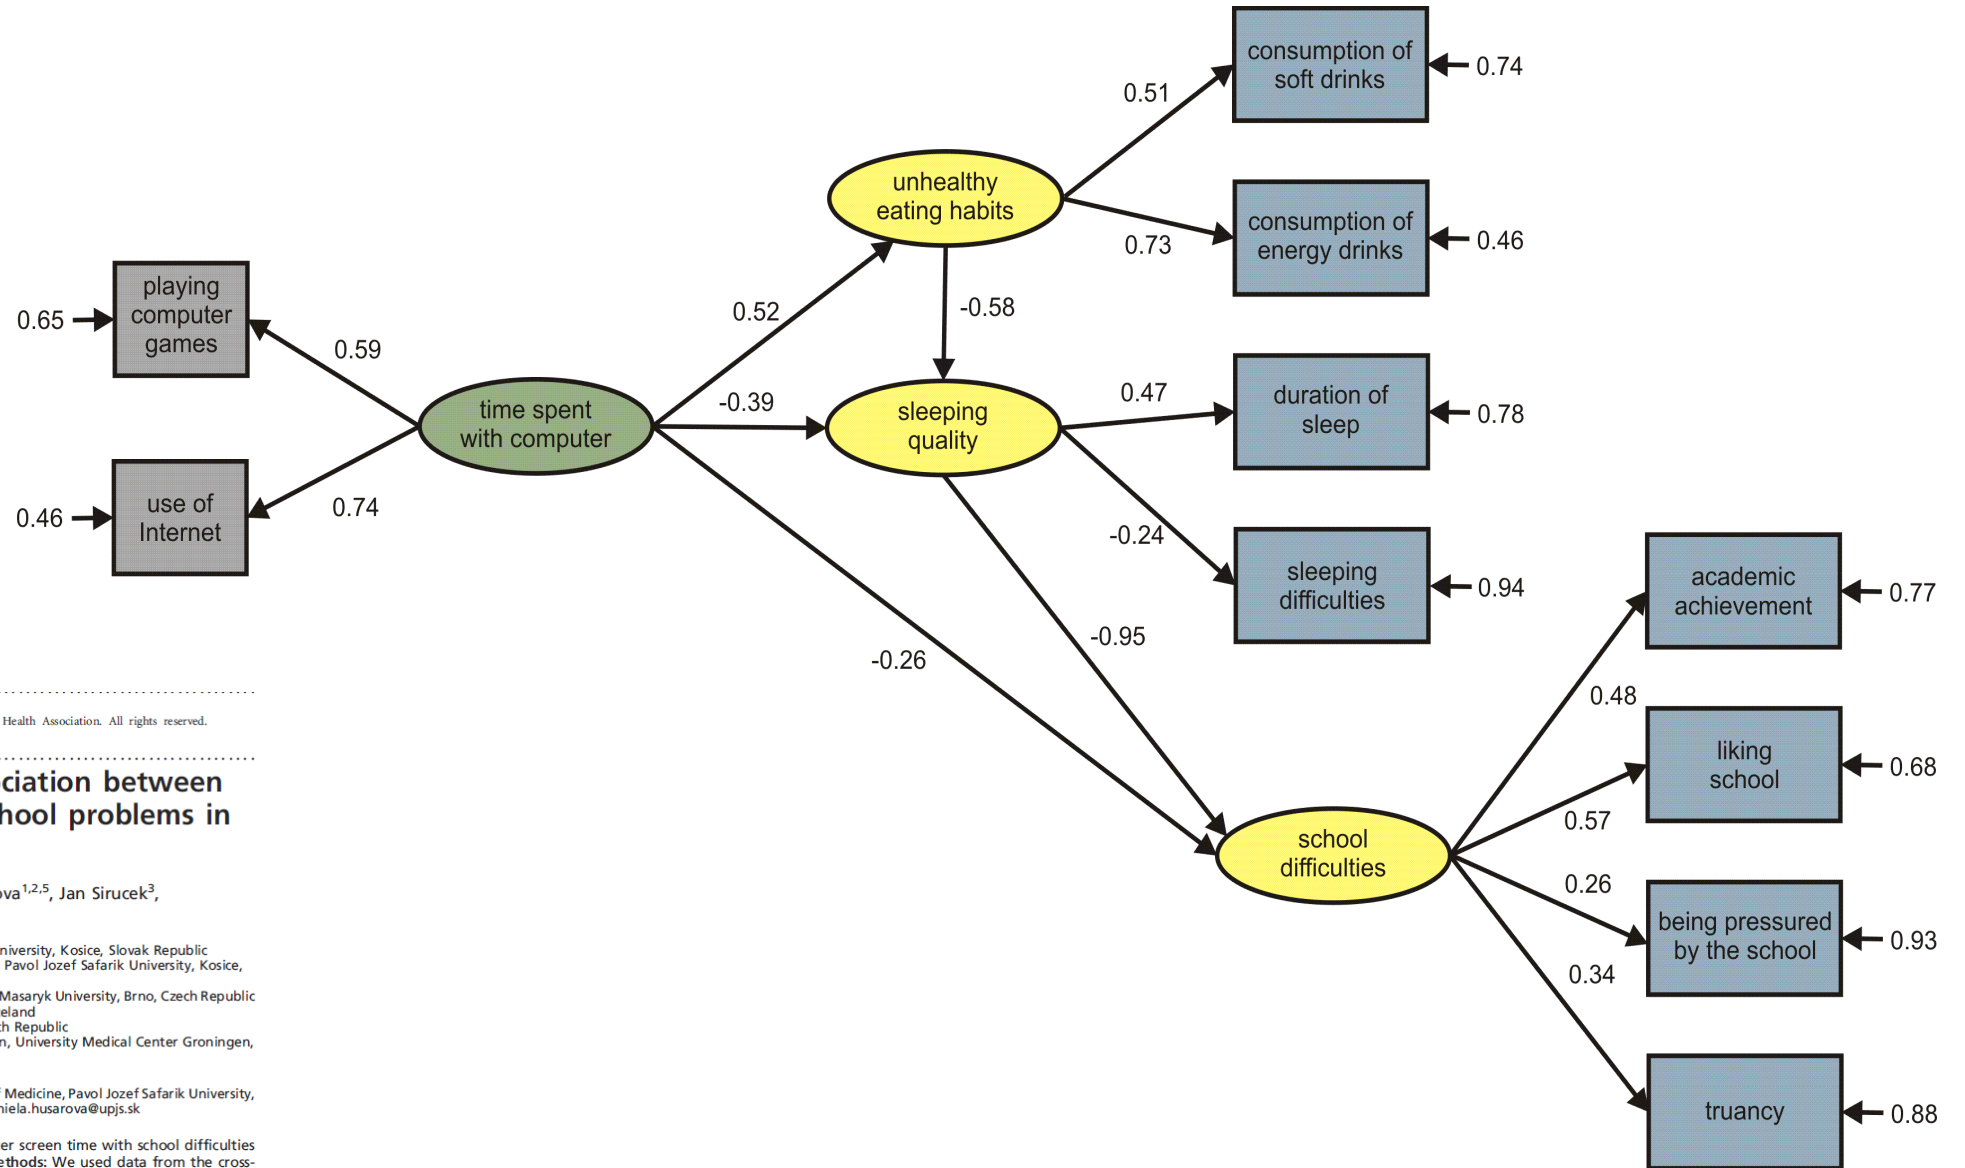 consumption of
soft drinks
0.74
0.51
unhealthy
eating habits
consumption of
energy drinks
0.46
0.73
playing
computer
games
0.65
0.59
0.52
-0.58
time spent
with computer
-0.39
sleeping
quality
0.47
duration of
sleep
0.78
use of
Internet
0.46
0.74
-0.24
sleeping
difficulties
0.94
-0.95
-0.26
academic
achievement
0.77
0.48
liking
school
0.68
0.57
school
difficulties
0.26
being pressured
by the school
0.93
0.34
truancy
0.88
Health Association. All rights reserved.
ciation between
hool problems in
ova1,2,5, Jan Sirucek3,
niversity, Kosice, Slovak Republic
Pavol Jozef Safarik University, Kosice,
Masaryk University, Brno, Czech Republic
eland
ch Republic
n, University Medical Center Groningen,
f Medicine, Pavol Jozef Safarik University,
niela.husarova@upjs.sk
er screen time with school difficulties
ethods: We used data from the cross-